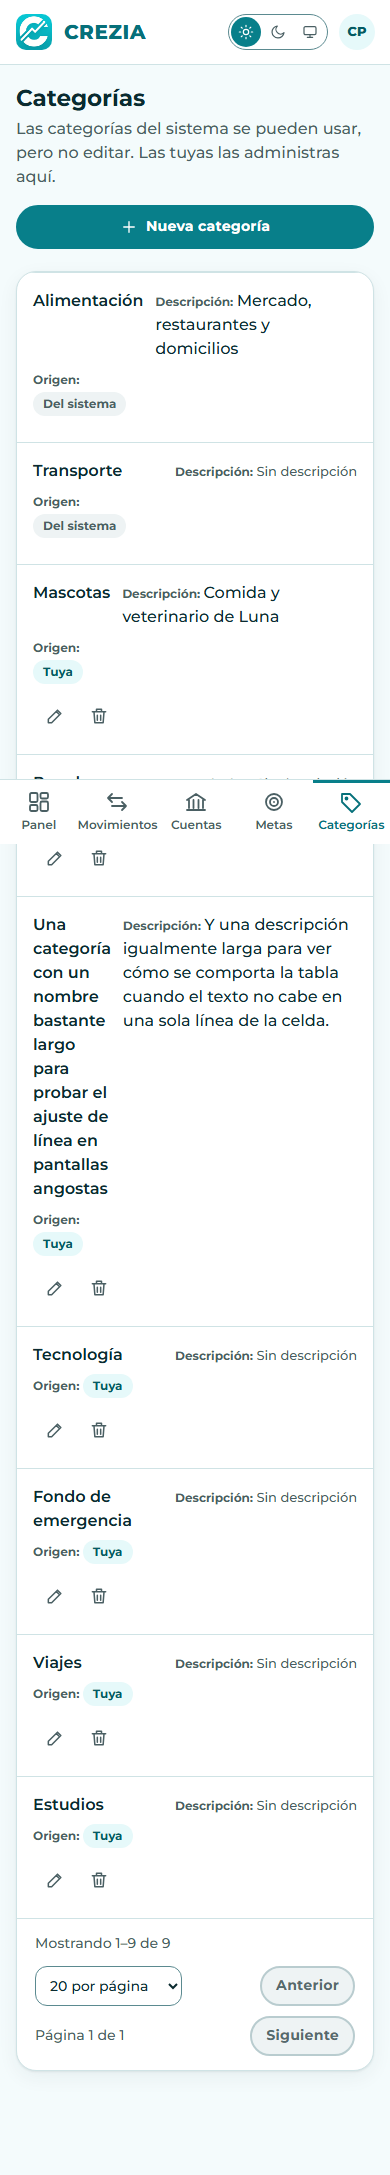 CREZIA
CP
Categorías
Las categorías del sistema se pueden usar,
pero no editar. Las tuyas las administras
aquí.
Nueva categoría
Alimentación
Descripción: Mercado,
restaurantes y
domicilios
Origen:
Del sistema
Transporte
Descripción: Sin descripción
Origen:
Del sistema
Mascotas
Descripción: Comida y
veterinario de Luna
Origen:
Tuya
Panel
Movimientos
Cuentas
Metas
Categorías
Una
categoría
con un
nombre
bastante
largo
para
probar el
ajuste de
línea en
pantallas
angostas
Descripción: Y una descripción
igualmente larga para ver
cómo se comporta la tabla
cuando el texto no cabe en
una sola línea de la celda.
Origen:
Tuya
Tecnología
Descripción: Sin descripción
Origen: Tuya
Fondo de
emergencia
Descripción: Sin descripción
Origen: Tuya
Viajes
Descripción: Sin descripción
Origen: Tuya
Estudios
Descripción: Sin descripción
Origen: Tuya
Mostrando 1–9 de 9
20 por página
Anterior
Página 1 de 1
Siguiente